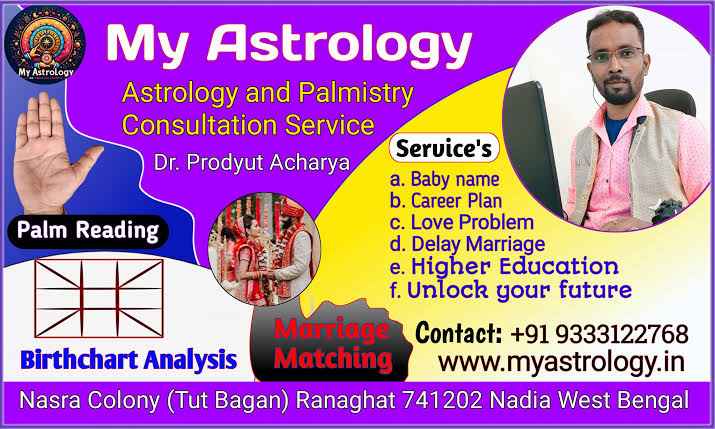 My Astrology
My Astrology
Astrology and Palmistry
Consultation Service
Dr. Prodyut Acharya
Service's
a. Baby name
b. Career Plan
c. Love Problem
d. Delay Marriage
e. Higher Education
f. Unlock your future
Palm Reading
Birthchart Analysis
Marriage
Matching
Contact: +91 9333122768
www.myastrology.in
Nasra Colony (Tut Bagan) Ranaghat 741202 Nadia West Bengal